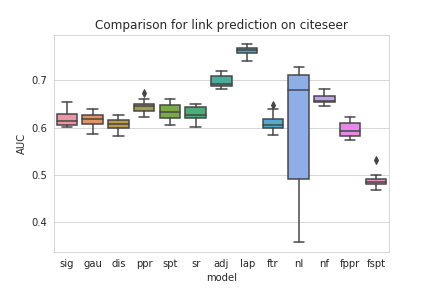 Comparison for link prediction on citeseer
0.7
0.6
0.5
0.4
AUC
sig gau dis ppr spt sr adj lap ftr nl nf fppr fspt
model